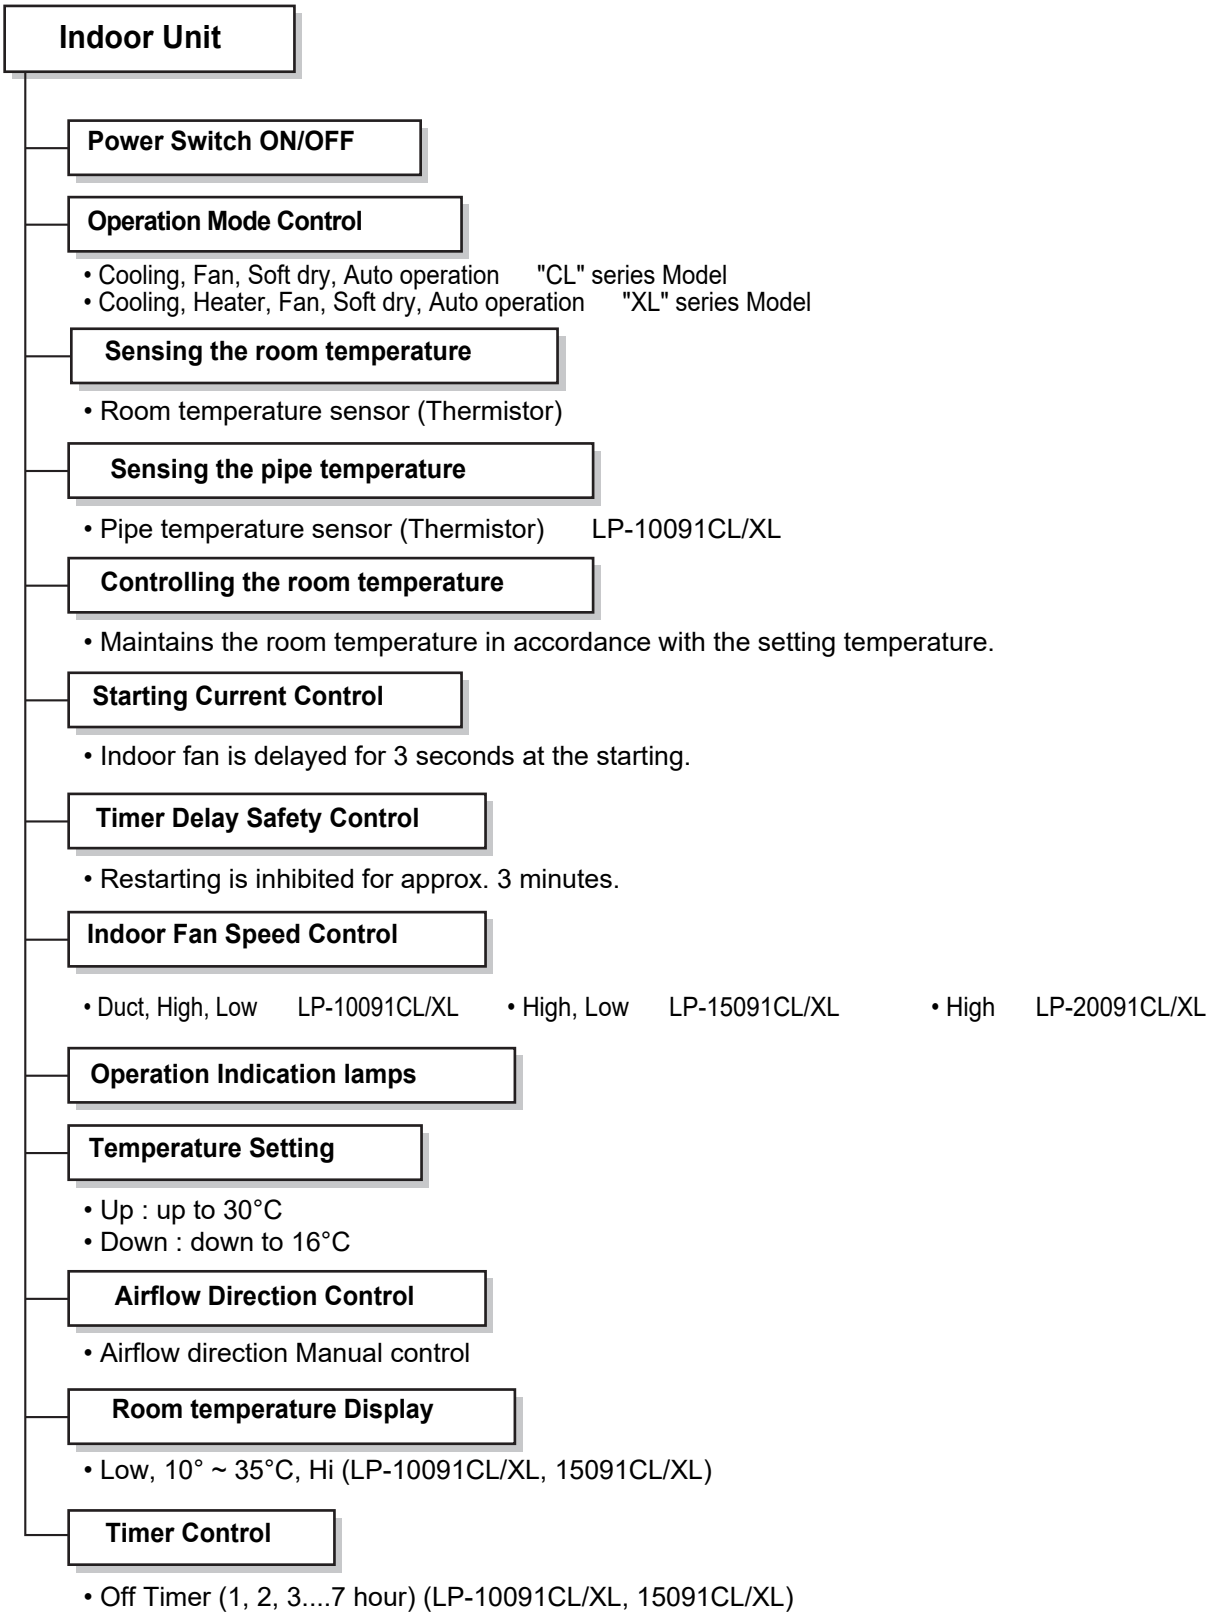 Indoor Unit
Power Switch ON/OFF
Operation Mode Control
• Cooling, Fan, Soft dry, Auto operation "CL" series Model
• Cooling, Heater, Fan, Soft dry, Auto operation "XL" series Model
Sensing the room temperature
• Room temperature sensor (Thermistor)
Sensing the pipe temperature
• Pipe temperature sensor (Thermistor) LP-10091CL/XL
Controlling the room temperature
• Maintains the room temperature in accordance with the setting temperature.
Starting Current Control
• Indoor fan is delayed for 3 seconds at the starting.
Timer Delay Safety Control
• Restarting is inhibited for approx. 3 minutes.
Indoor Fan Speed Control
• Duct, High, Low LP-10091CL/XL • High, Low LP-15091CL/XL • High LP-20091CL/XL
Operation Indication lamps
Temperature Setting
• Up : up to 30°C
• Down : down to 16°C
Airflow Direction Control
• Airflow direction Manual control
Room temperature Display
• Low, 10° ~ 35°C, Hi (LP-10091CL/XL, 15091CL/XL)
Timer Control
• Off Timer (1, 2, 3....7 hour) (LP-10091CL/XL, 15091CL/XL)